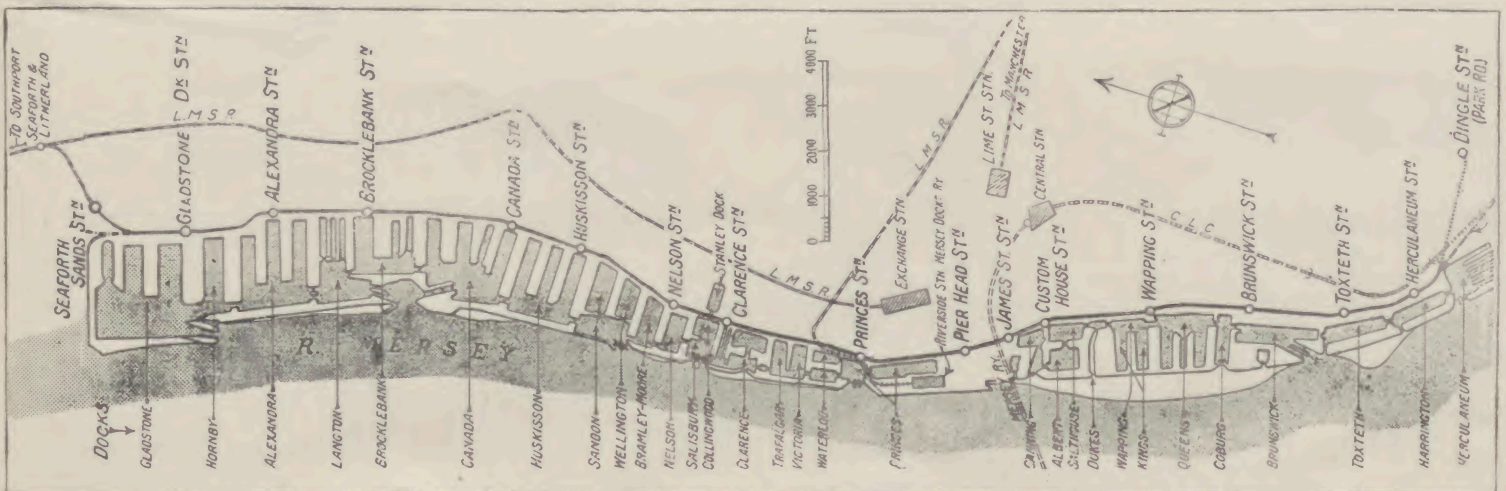 TO SOUTHPORT
SEAFORTH &
LITHERLAND
SEAFORTH
SANDS STN
GLADSTONE DK STN
L M S R
ALEXANDRA STN
BROCKLEBANK STN
CANADA STN
HUSKISSON STN
NELSON STN
STANLEY DOCK
CLARENCE STN
L M S R
PRINCES STN
EXCHANGE STN
RIVERSIDE STN MERSEY DOCK RY
PIER HEAD STN
JAMES ST. STN
CUSTOM
HOUSE STN
WAPPING STN
BRUNSWICK STN
TOXTETH STN
HERCULANEUM STN
DINGLE STN
(PARK RD)
0 1000 2000 3000 4000 FT
L M S R
LIME ST STN.
TO MANCHESTER
L M S R
CENTRAL STN
C L C
R. MERSEY
RY
DOCKS
GLADSTONE
HORNBY
ALEXANDRA
LANGTON
BROCKLEBANK
CANADA
HUSKISSON
SANDON
WELLINGTON
BRAMLEY-MOORE
NELSON
SALISBURY
COLLINGWOOD
CLARENCE
TRAFALGAR
VICTORIA
WATERLOO
PRINCES
CANNING
ALBERT
SALTHOUSE
DUKES
WAPPING
KINGS
QUEENS
COBURG
BRUNSWICK
TOXTETH
HARRINGTON
HERCULANEUM